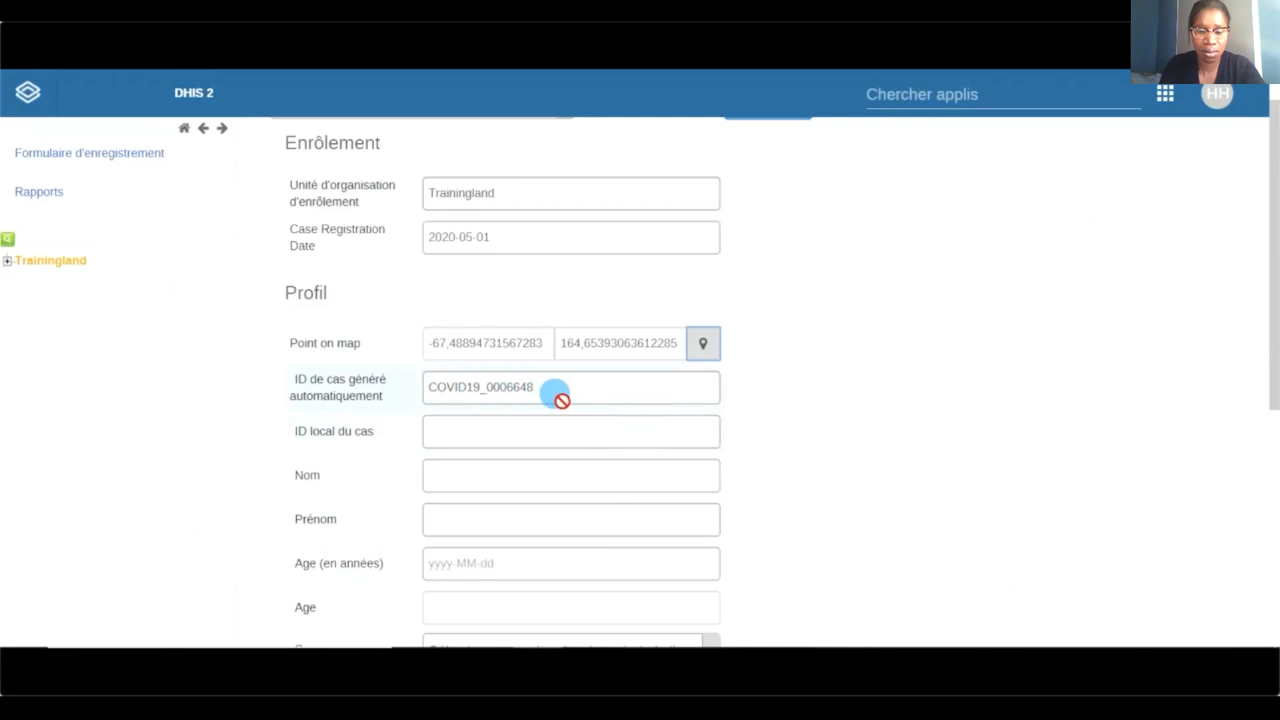 DHIS 2
Chercher applis
HH
Formulaire d'enregistrement
Rapports
Trainingland
Enrôlement
Unité d'organisation
d'enrôlement
Trainingland
Case Registration
Date
2020-05-01
Profil
Point on map
-67,48894731567283
164,65393063612285
ID de cas généré
automatiquement
COVID19_0006648
ID local du cas
Nom
Prénom
Age (en années)
yyyy-MM-dd
Age